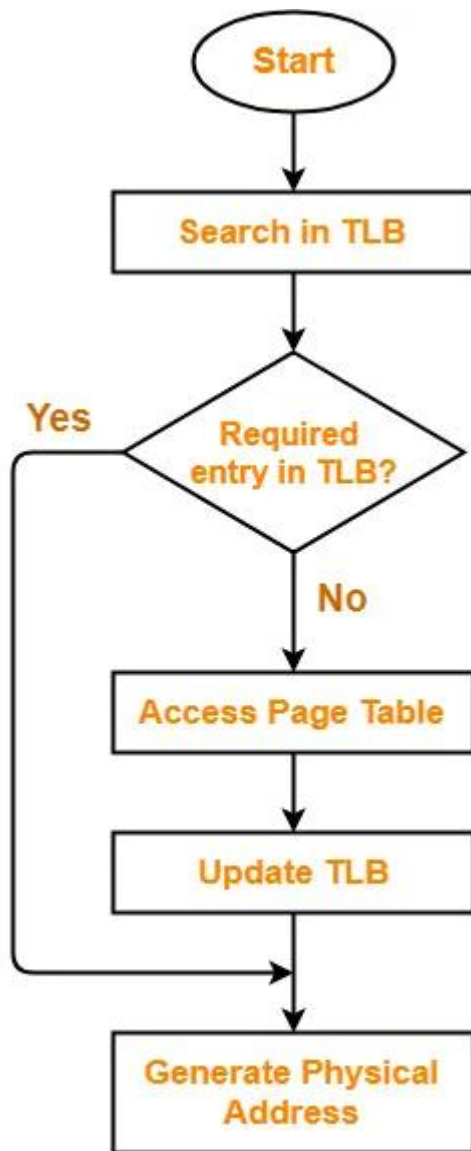 Start
Search in TLB
Yes
Required
entry in TLB?
No
Access Page Table
Update TLB
Generate Physical
Address